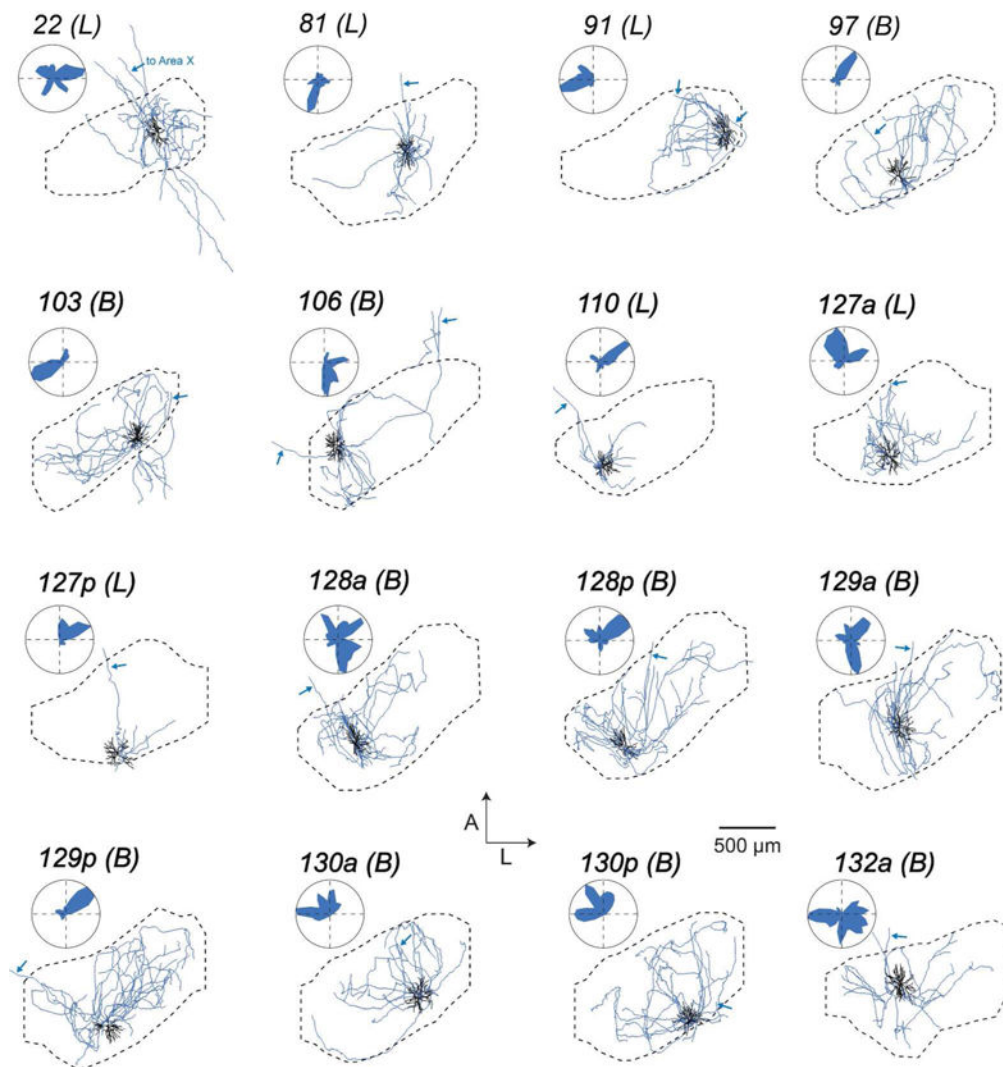 22 (L)
81 (L)
91 (L)
97 (B)
to Area X
103 (B)
106 (B)
110 (L)
127a (L)
127p (L)
128a (B)
128p (B)
129a (B)
A
L
500 µm
129p (B)
130a (B)
130p (B)
132a (B)